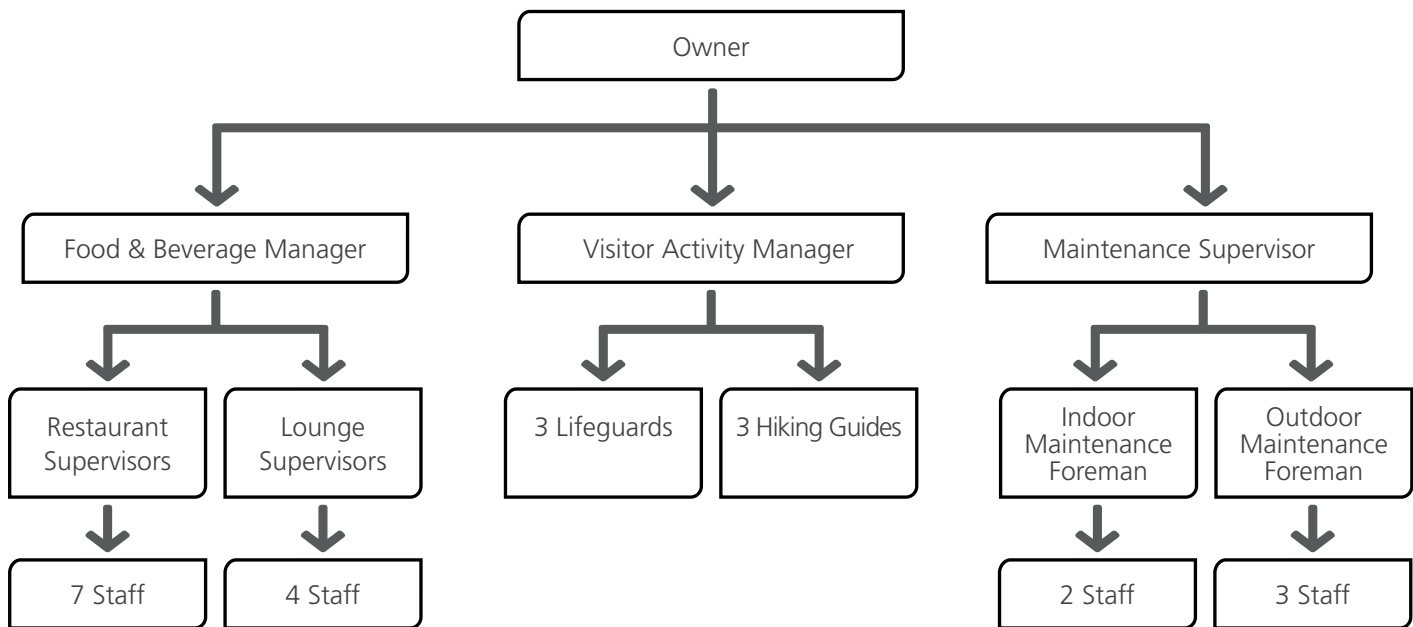 Owner
Food & Beverage Manager
Visitor Activity Manager
Maintenance Supervisor
Restaurant
Supervisors
Lounge
Supervisors
3 Lifeguards
3 Hiking Guides
Indoor
Maintenance
Foreman
Outdoor
Maintenance
Foreman
7 Staff
4 Staff
2 Staff
3 Staff